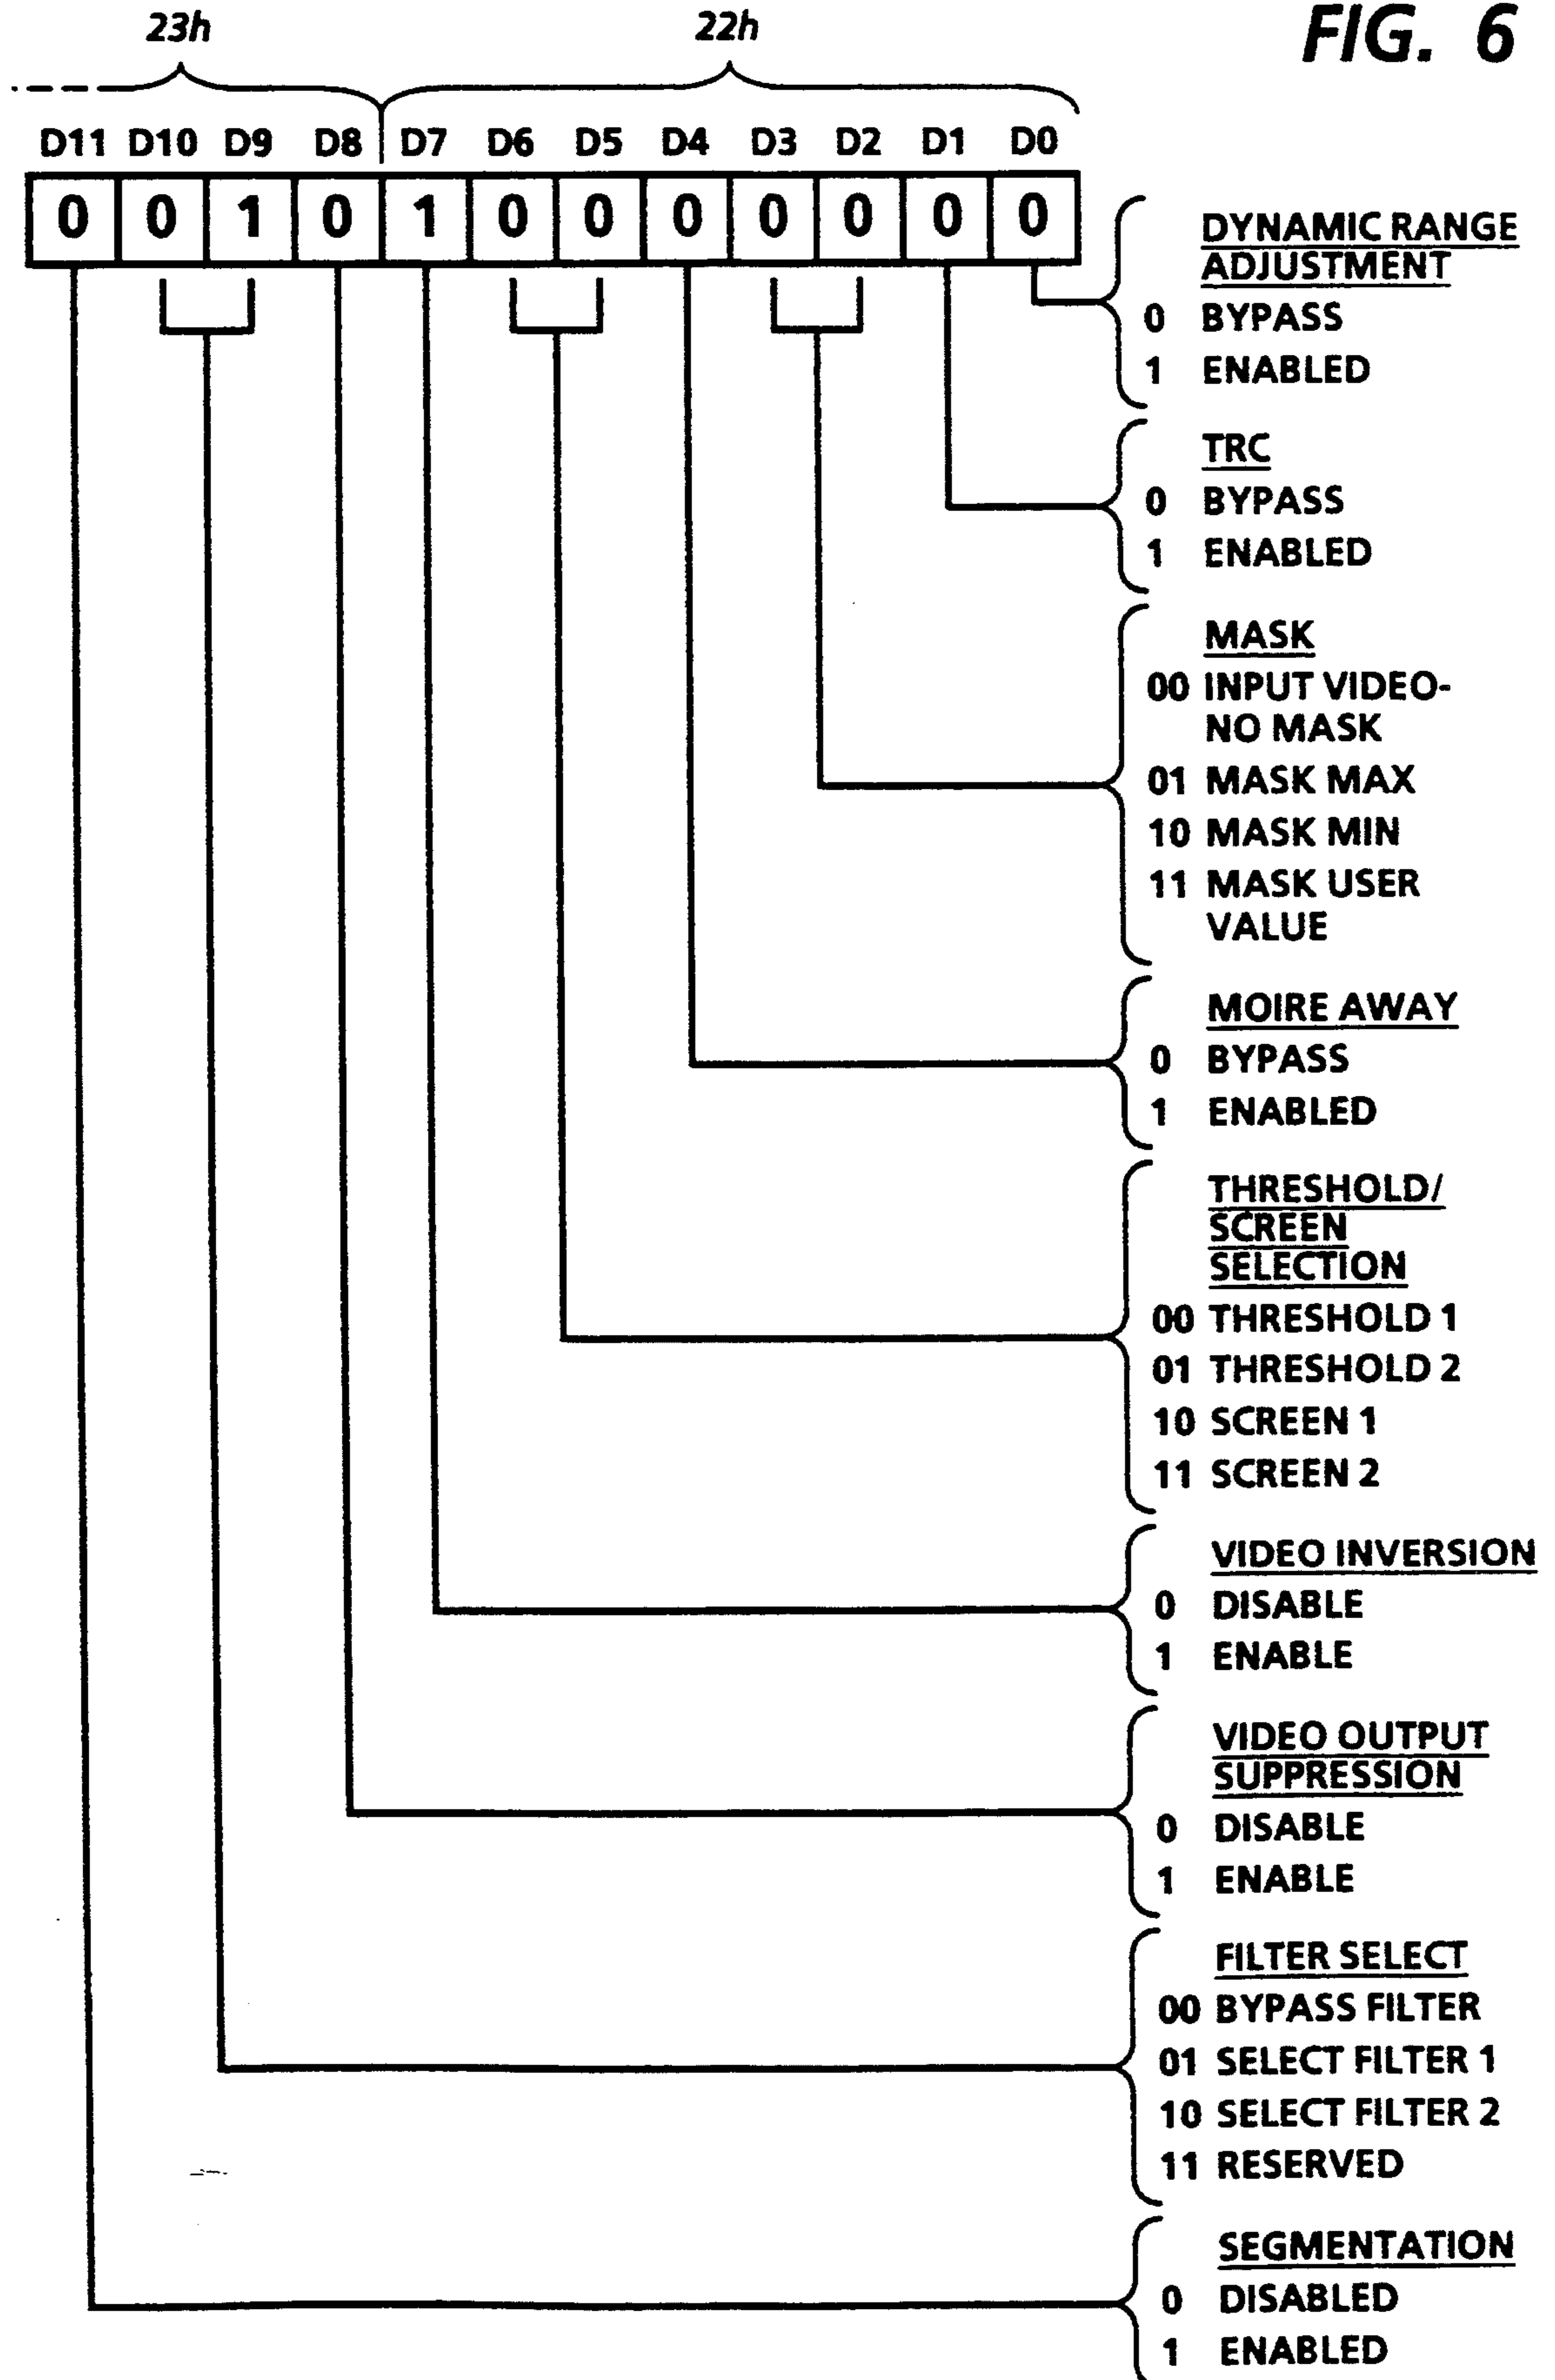 23h 22h FIG. 6
D11 D10 D9 D8 D7 D6 D5 D4 D3 D2 D1 D0
0 0 1 0 1 0 0 0 0 0 0 0
DYNAMIC RANGE
ADJUSTMENT
0 BYPASS
1 ENABLED
TRC
0 BYPASS
1 ENABLED
MASK
00 INPUT VIDEO-
NO MASK
01 MASK MAX
10 MASK MIN
11 MASK USER
VALUE
MOIRE AWAY
0 BYPASS
1 ENABLED
THRESHOLD/
SCREEN
SELECTION
00 THRESHOLD 1
01 THRESHOLD 2
10 SCREEN 1
11 SCREEN 2
VIDEO INVERSION
0 DISABLE
1 ENABLE
VIDEO OUTPUT
SUPPRESSION
0 DISABLE
1 ENABLE
FILTER SELECT
00 BYPASS FILTER
01 SELECT FILTER 1
10 SELECT FILTER 2
11 RESERVED
SEGMENTATION
0 DISABLED
1 ENABLED